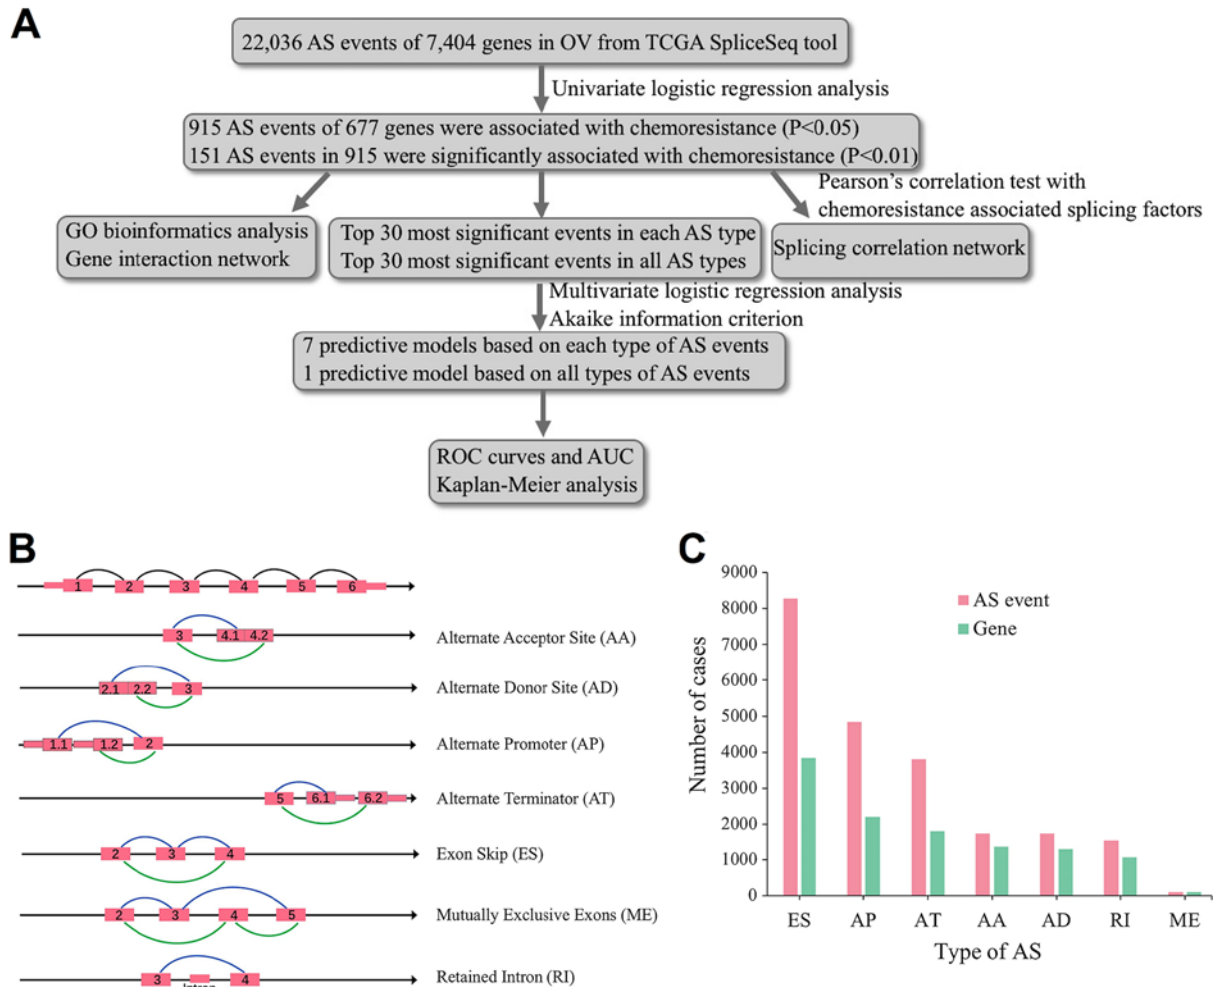 A
22,036 AS events of 7,404 genes in OV from TCGA SpliceSeq tool
Univariate logistic regression analysis
915 AS events of 677 genes were associated with chemoresistance (P<0.05)
151 AS events in 915 were significantly associated with chemoresistance (P<0.01)
Pearson's correlation test with
chemoresistance associated splicing factors
GO bioinformatics analysis
Gene interaction network
Top 30 most significant events in each AS type
Top 30 most significant events in all AS types
Splicing correlation network
Multivariate logistic regression analysis
Akaike information criterion
7 predictive models based on each type of AS events
1 predictive model based on all types of AS events
ROC curves and AUC
Kaplan-Meier analysis
B
1 2 3 4 5 6
3 4.1 4.2 Alternate Acceptor Site (AA)
2.1 2.2 3 Alternate Donor Site (AD)
1.1 1.2 2 Alternate Promoter (AP)
5 6.1 6.2 Alternate Terminator (AT)
2 3 4 Exon Skip (ES)
2 3 4 5 Mutually Exclusive Exons (ME)
3 4 Retained Intron (RI)
C
Number of cases
9000
8000
7000
6000
5000
4000
3000
2000
1000
0
AS event
Gene
ES AP AT AA AD RI ME
Type of AS